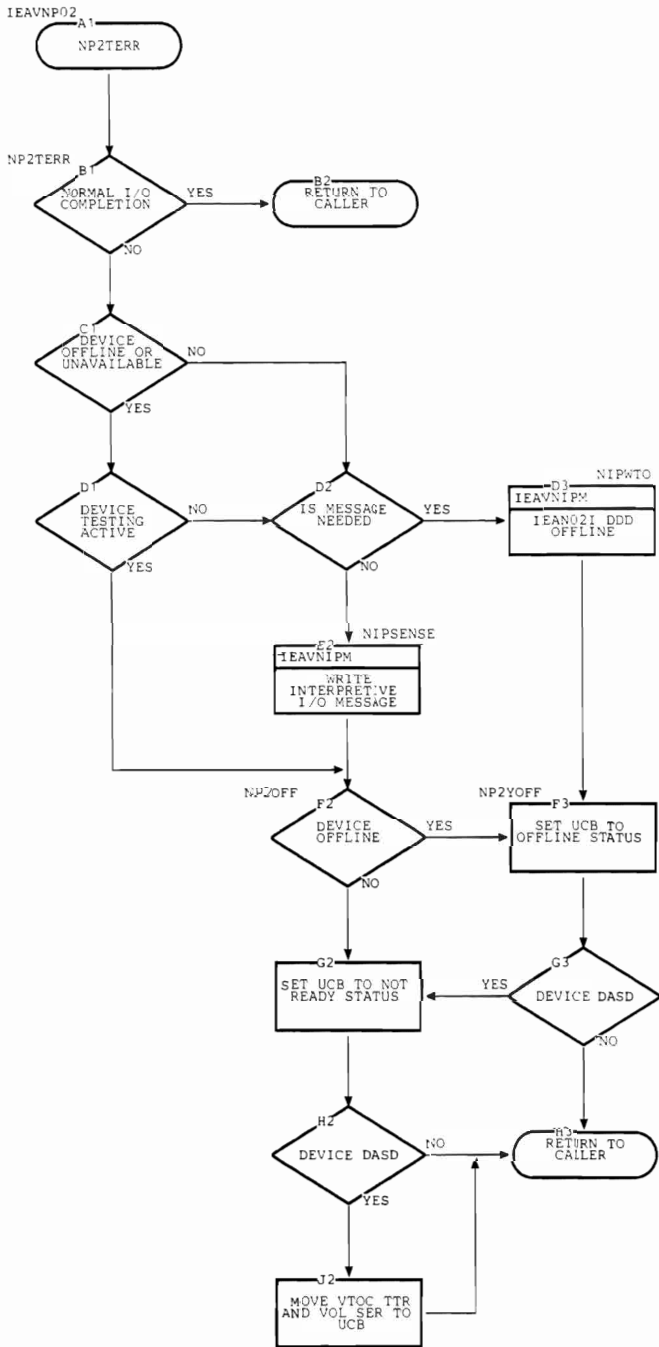 IEAVNP02
A1
NP2TERR
NP2TERR
B1
NORMAL I/O
COMPLETION
YES
NO
B2
RETURN TO
CALLER
C1
DEVICE
OFFLINE OR
UNAVAILABLE
NO
YES
D1
DEVICE
TESTING
ACTIVE
NO
YES
D2
IS MESSAGE
NEEDED
YES
NO
NIPWTO
D3
IEAVNIPM
IEAN02I DDD
OFFLINE
NIPSENSE
E2
IEAVNIPM
WRITE
INTERPRETIVE
I/O MESSAGE
NP2OFF
F2
DEVICE
OFFLINE
YES
NO
NP2YOFF
F3
SET UCB TO
OFFLINE STATUS
G2
SET UCB TO NOT
READY STATUS
G3
DEVICE DASD
YES
NO
H2
DEVICE DASD
NO
YES
H3
RETURN TO
CALLER
J2
MOVE VTOC TTR
AND VOL SER TO
UCB